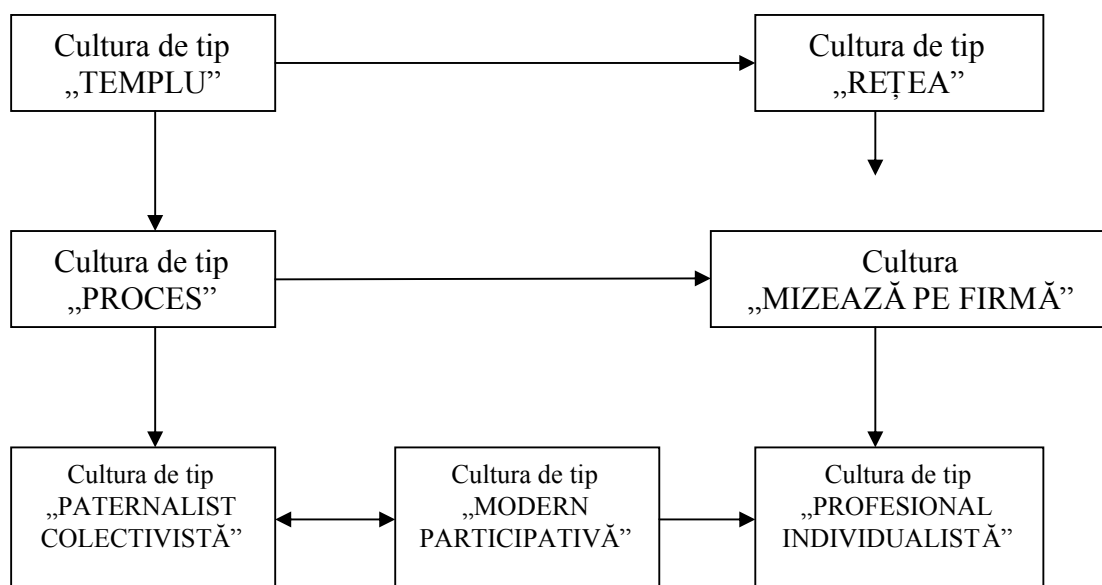 Cultura de tip
„TEMPLU”
Cultura de tip
„REȚEA”
Cultura de tip
„PROCES”
Cultura
„MIZEAZĂ PE FIRMĂ”
Cultura de tip
„PATERNALIST
COLECTIVISTĂ”
Cultura de tip
„MODERN
PARTICIPATIVĂ”
Cultura de tip
„PROFESIONAL
INDIVIDUALISTĂ”